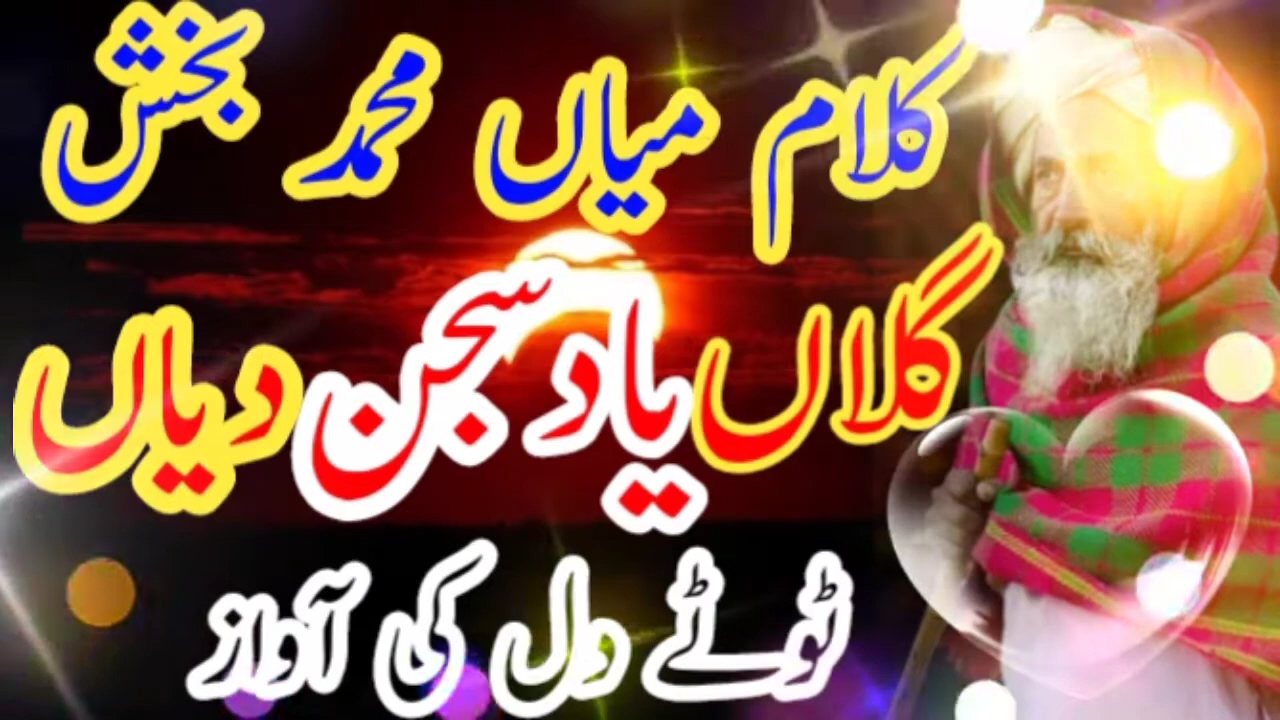 کلام میاں محمد بخش
گلاں یاد سجن دیاں
ٹوٹے دل کی آواز